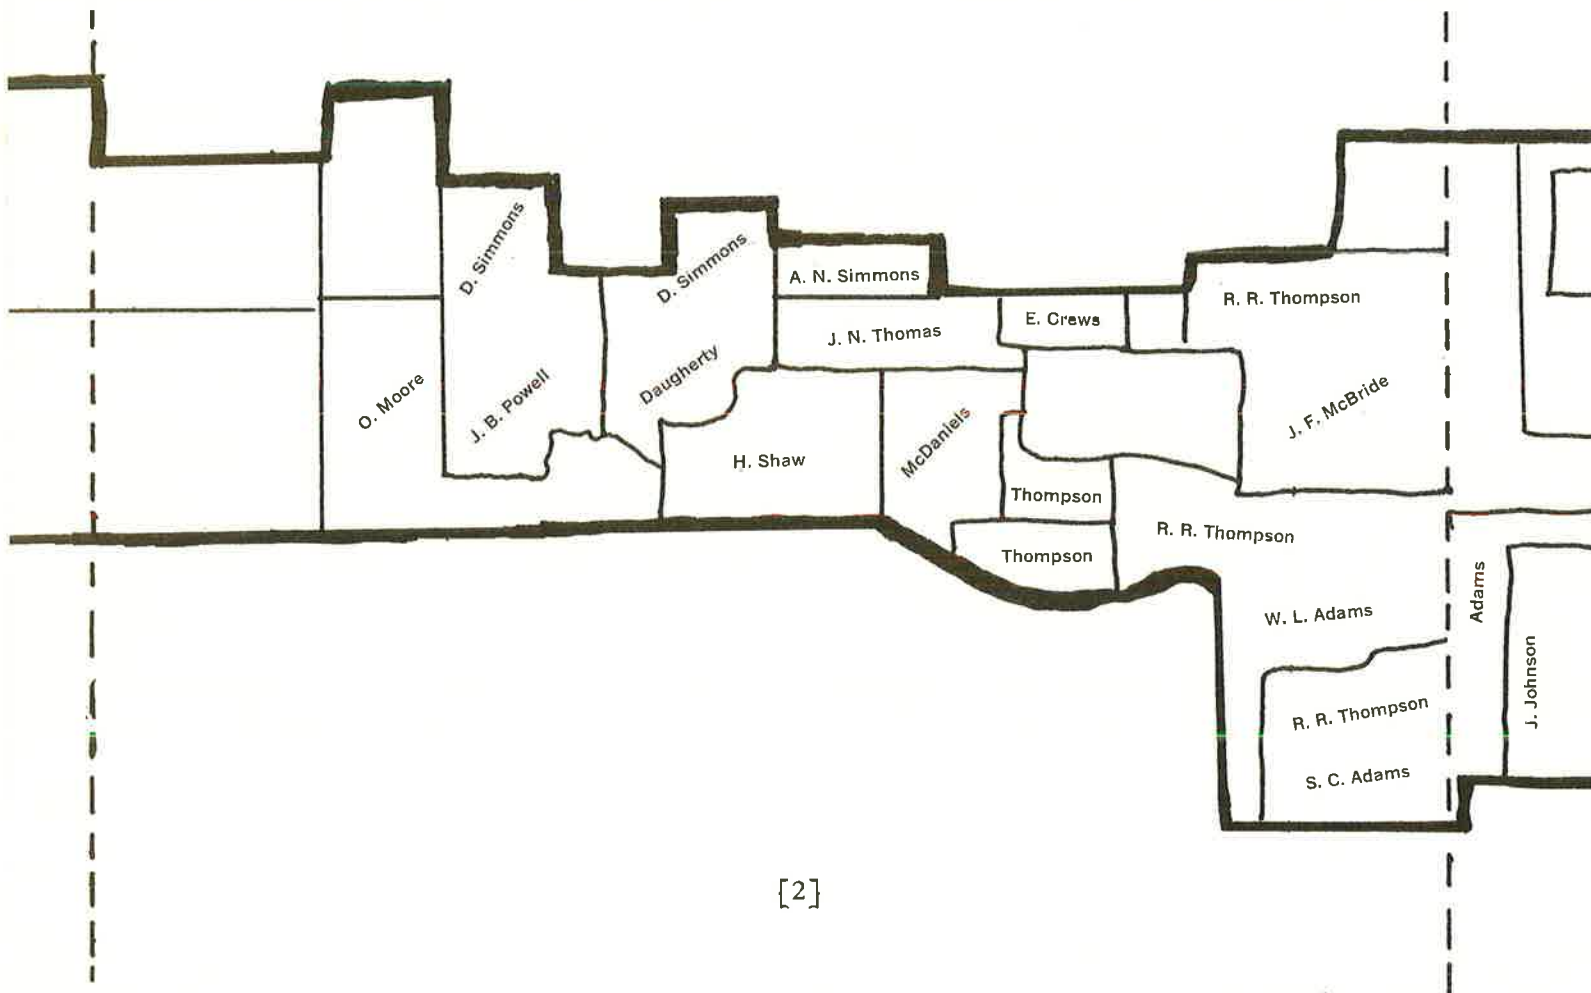 D. Simmons
D. Simmons
A. N. Simmons
R. R. Thompson
E. Crews
J. N. Thomas
O. Moore
J. B. Powell
Daugherty
J. F. McBride
McDaniels
H. Shaw
Thompson
R. R. Thompson
Thompson
Adams
W. L. Adams
J. Johnson
R. R. Thompson
S. C. Adams
[2]